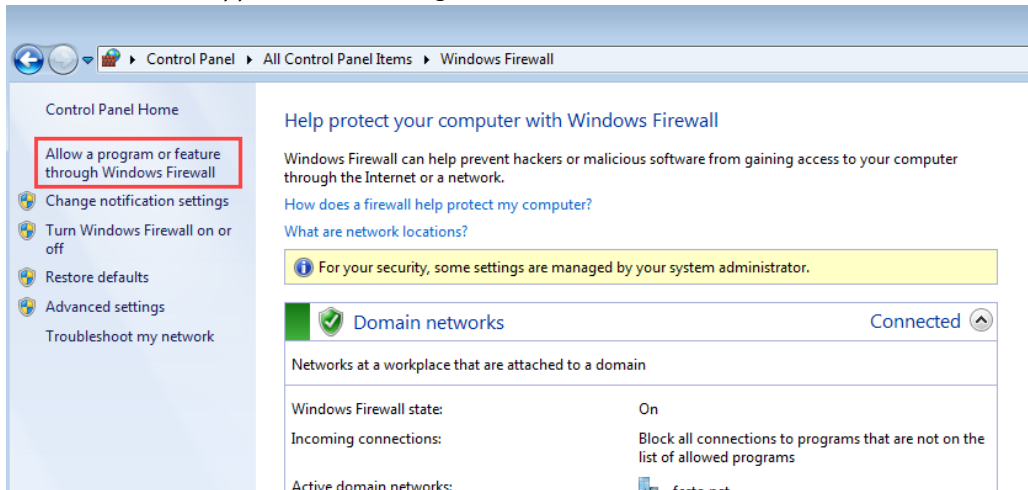 Control Panel ▸ All Control Panel Items ▸ Windows Firewall
Control Panel Home
Allow a program or feature
through Windows Firewall
Change notification settings
Turn Windows Firewall on or
off
Restore defaults
Advanced settings
Troubleshoot my network
Help protect your computer with Windows Firewall
Windows Firewall can help prevent hackers or malicious software from gaining access to your computer
through the Internet or a network.
How does a firewall help protect my computer?
What are network locations?
For your security, some settings are managed by your system administrator.
Domain networks Connected
Networks at a workplace that are attached to a domain
Windows Firewall state: On
Incoming connections: Block all connections to programs that are not on the
list of allowed programs
Active domain networks: